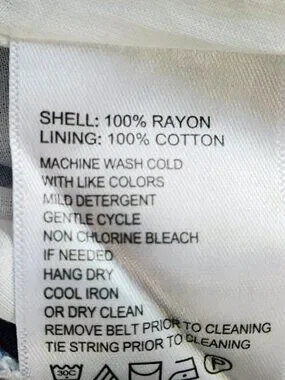 SHELL: 100% RAYON
LINING: 100% COTTON
MACHINE WASH COLD
WITH LIKE COLORS
MILD DETERGENT
GENTLE CYCLE
NON CHLORINE BLEACH
IF NEEDED
HANG DRY
COOL IRON
OR DRY CLEAN
REMOVE BELT PRIOR TO CLEANING
TIE STRING PRIOR TO CLEANING
30C P